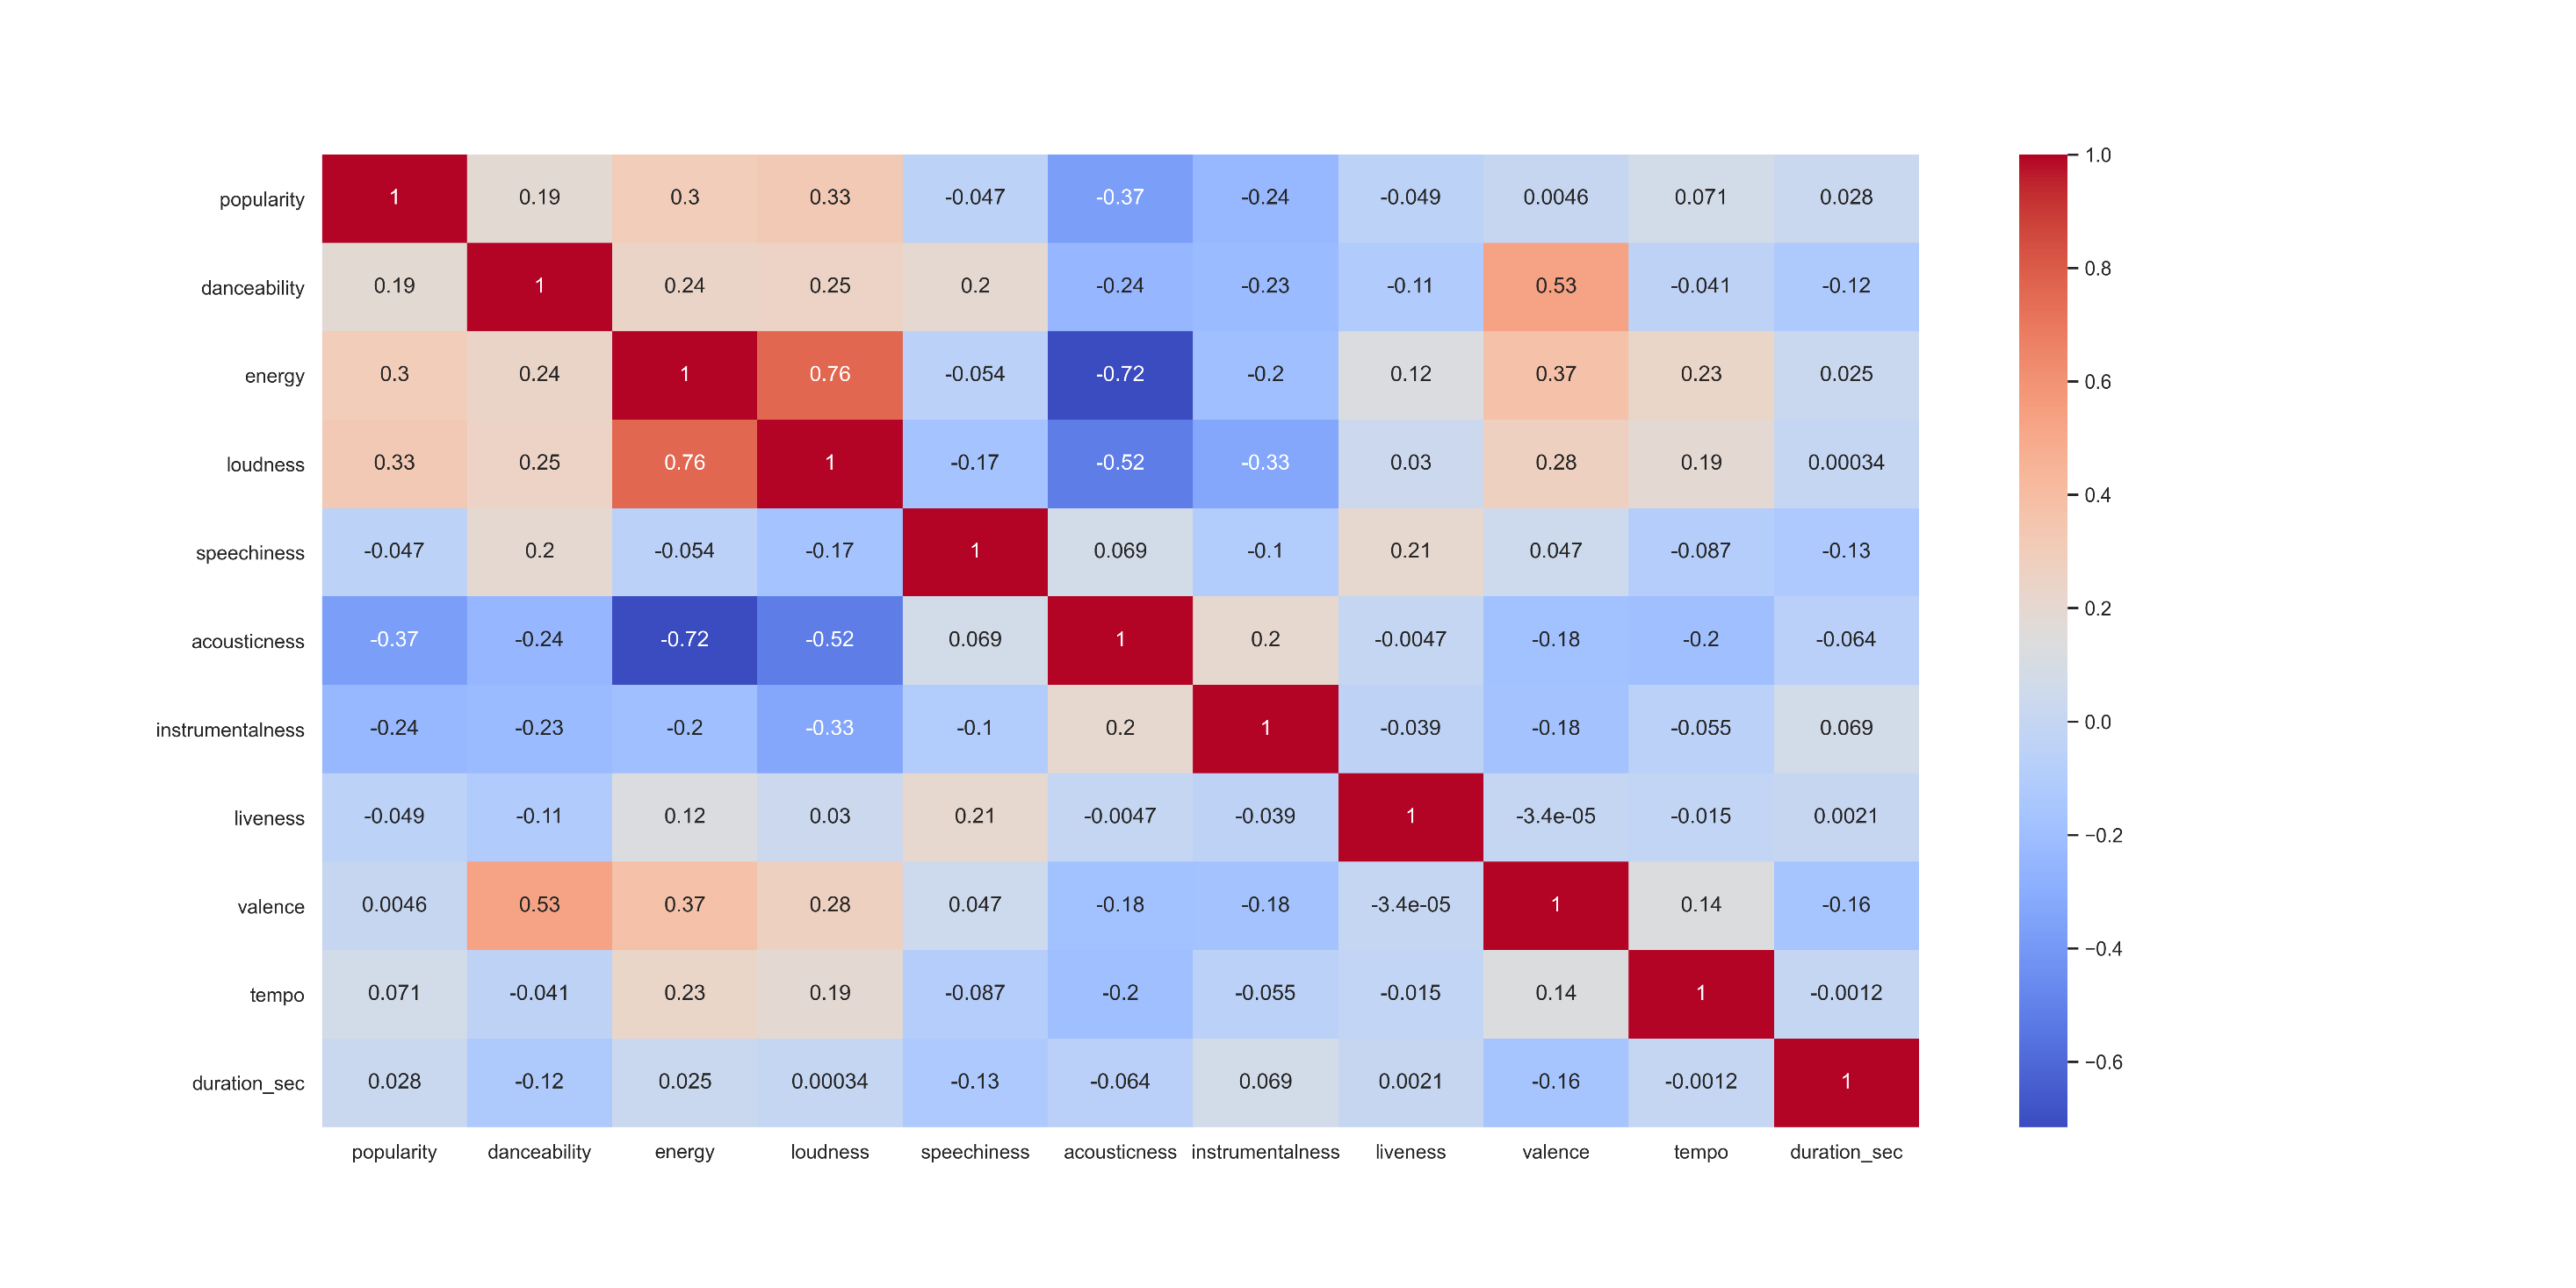 popularity 1 0.19 0.3 0.33 -0.047 -0.37 -0.24 -0.049 0.0046 0.071 0.028
danceability 0.19 1 0.24 0.25 0.2 -0.24 -0.23 -0.11 0.53 -0.041 -0.12
energy 0.3 0.24 1 0.76 -0.054 -0.72 -0.2 0.12 0.37 0.23 0.025
loudness 0.33 0.25 0.76 1 -0.17 -0.52 -0.33 0.03 0.28 0.19 0.00034
speechiness -0.047 0.2 -0.054 -0.17 1 0.069 -0.1 0.21 0.047 -0.087 -0.13
acousticness -0.37 -0.24 -0.72 -0.52 0.069 1 0.2 -0.0047 -0.18 -0.2 -0.064
instrumentalness -0.24 -0.23 -0.2 -0.33 -0.1 0.2 1 -0.039 -0.18 -0.055 0.069
liveness -0.049 -0.11 0.12 0.03 0.21 -0.0047 -0.039 1 -3.4e-05 -0.015 0.0021
valence 0.0046 0.53 0.37 0.28 0.047 -0.18 -0.18 -3.4e-05 1 0.14 -0.16
tempo 0.071 -0.041 0.23 0.19 -0.087 -0.2 -0.055 -0.015 0.14 1 -0.0012
duration_sec 0.028 -0.12 0.025 0.00034 -0.13 -0.064 0.069 0.0021 -0.16 -0.0012 1
popularity danceability energy loudness speechiness acousticness instrumentalness liveness valence tempo duration_sec
1.0
0.8
0.6
0.4
0.2
0.0
−0.2
−0.4
−0.6